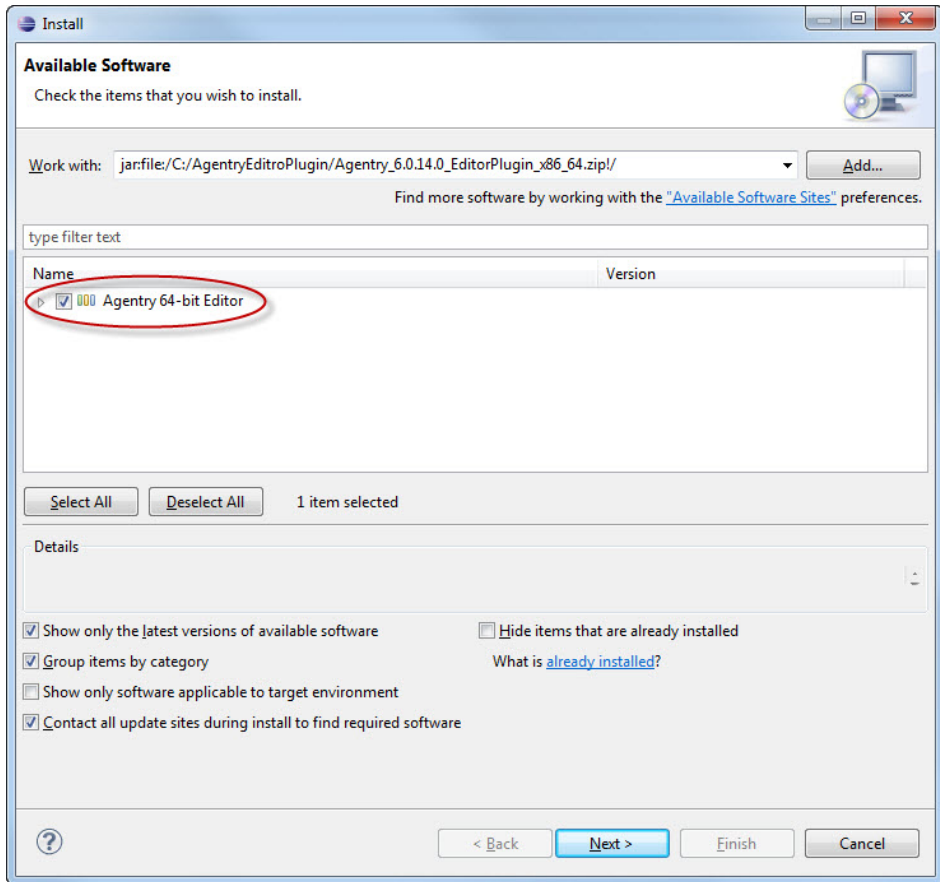 Install
Available Software
Check the items that you wish to install.
Work with: jar:file:/C:/AgentryEditroPlugin/Agentry_6.0.14.0_EditorPlugin_x86_64.zip!/ Add...
Find more software by working with the "Available Software Sites" preferences.
type filter text
Name Version
Agentry 64-bit Editor
Select All Deselect All 1 item selected
Details
Show only the latest versions of available software Hide items that are already installed
Group items by category What is already installed?
Show only software applicable to target environment
Contact all update sites during install to find required software
? < Back Next > Finish Cancel